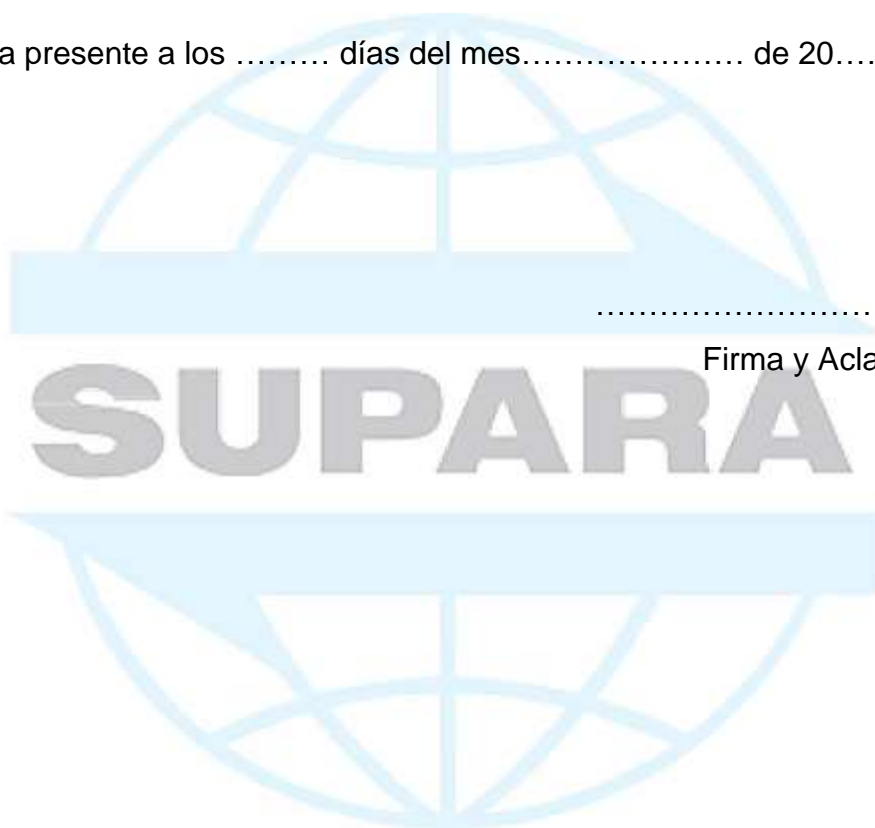 a presente a los ……… días del mes………………… de 20….
………………………
Firma y Acla
SUPARA